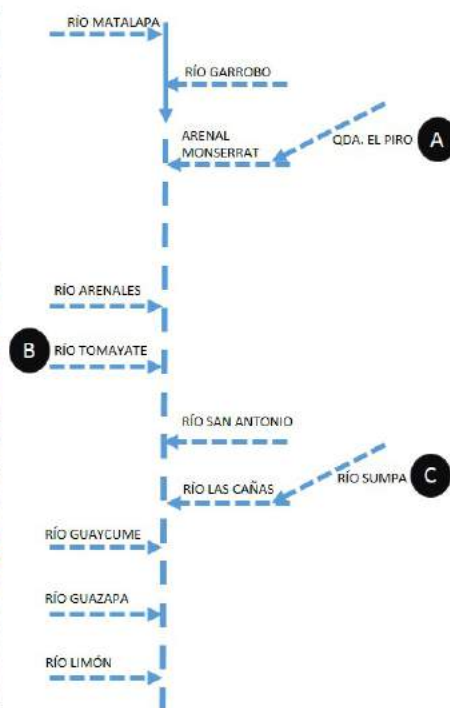 RÍO MATALAPA
RÍO GARROBO
ARENAL
MONSERRAT
QDA. EL PIRO
A
RÍO ARENALES
B
RÍO TOMAYATE
RÍO SAN ANTONIO
RÍO SUMPA
C
RÍO LAS CAÑAS
RÍO GUAYCUME
RÍO GUAZAPA
RÍO LIMÓN